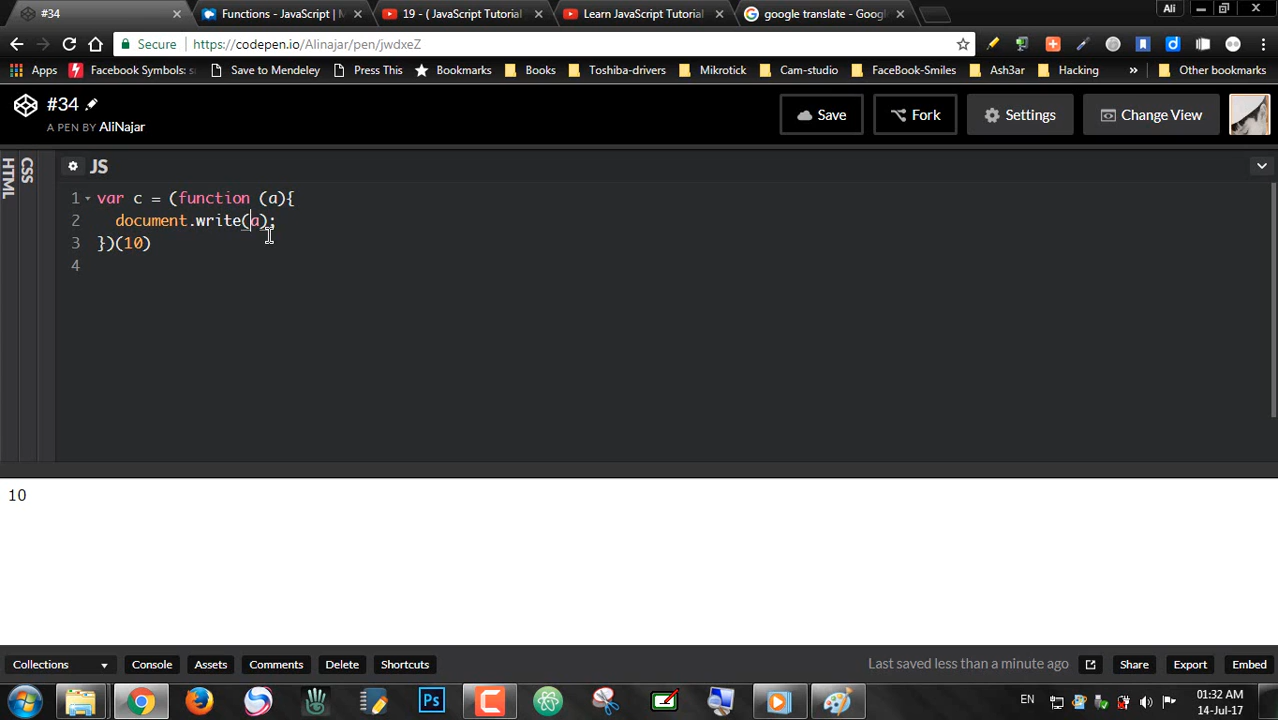 #34
Functions - JavaScript | M
19 - ( JavaScript Tutorial
Learn JavaScript Tutorial
google translate - Googl
Ali
Secure https://codepen.io/Alinajar/pen/jwdxeZ
Apps
Facebook Symbols: s
Save to Mendeley
Press This
Bookmarks
Books
Toshiba-drivers
Mikrotick
Cam-studio
FaceBook-Smiles
Ash3ar
Hacking
»
Other bookmarks
#34
A PEN BY AliNajar
Save
Fork
Settings
Change View
HTML
CSS
JS
1 var c = (function (a){
2 document.write(a);
3 })(10)
4
10
Collections
Console
Assets
Comments
Delete
Shortcuts
Last saved less than a minute ago
Share
Export
Embed
Ps
EN
01:32 AM
14-Jul-17